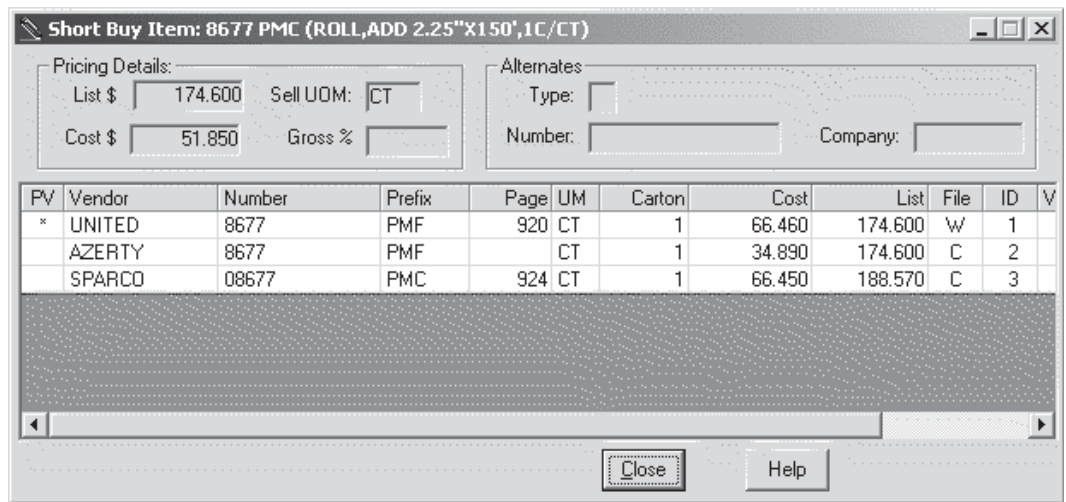 Short Buy Item: 8677 PMC (ROLL,ADD 2.25"X150',1C/CT)
Pricing Details:
List $ 174.600 Sell UOM: CT
Cost $ 51.850 Gross %
Alternates
Type:
Number: Company:
PV Vendor Number Prefix Page UM Carton Cost List File ID V
* UNITED 8677 PMF 920 CT 1 66.460 174.600 W 1
AZERTY 8677 PMF CT 1 34.890 174.600 C 2
SPARCO 08677 PMC 924 CT 1 66.450 188.570 C 3
Close Help